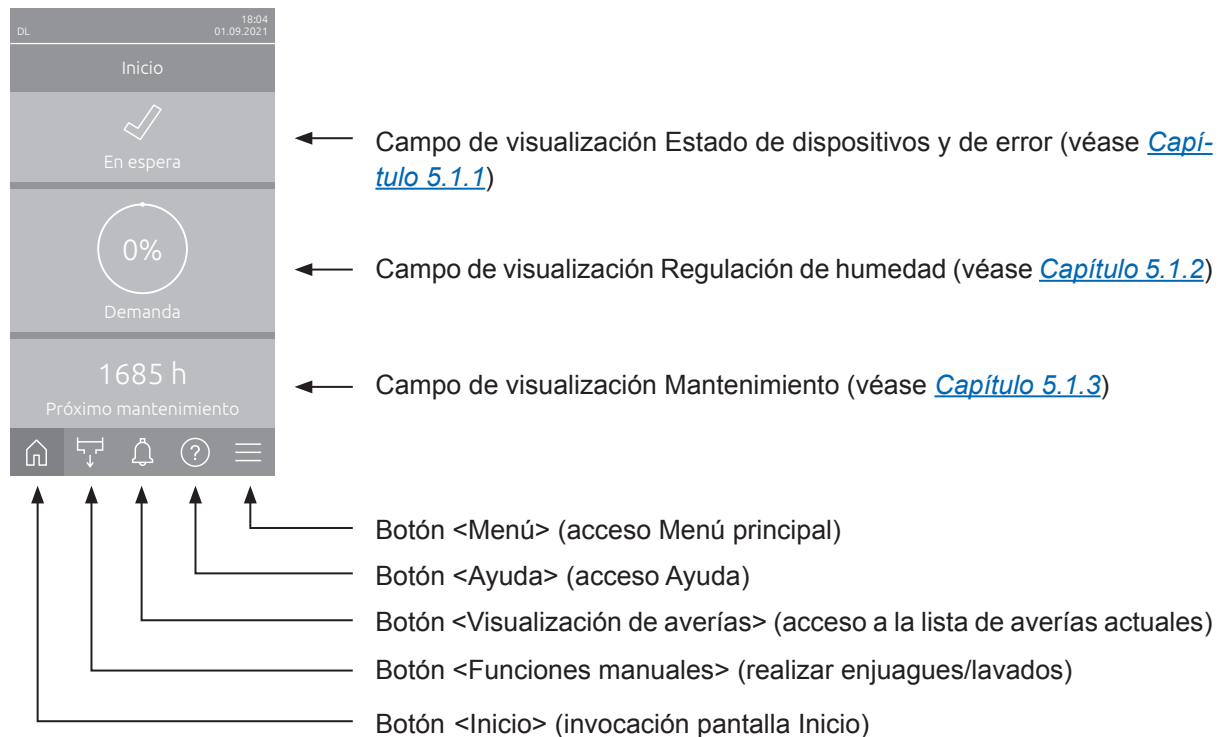 18:04
DL 01.09.2021
Inicio
En espera
0%
Demanda
1685 h
Próximo mantenimiento
?
Campo de visualización Estado de dispositivos y de error (véase Capí-
tulo 5.1.1)
Campo de visualización Regulación de humedad (véase Capítulo 5.1.2)
Campo de visualización Mantenimiento (véase Capítulo 5.1.3)
Botón <Menú> (acceso Menú principal)
Botón <Ayuda> (acceso Ayuda)
Botón <Visualización de averías> (acceso a la lista de averías actuales)
Botón <Funciones manuales> (realizar enjuagues/lavados)
Botón <Inicio> (invocación pantalla Inicio)